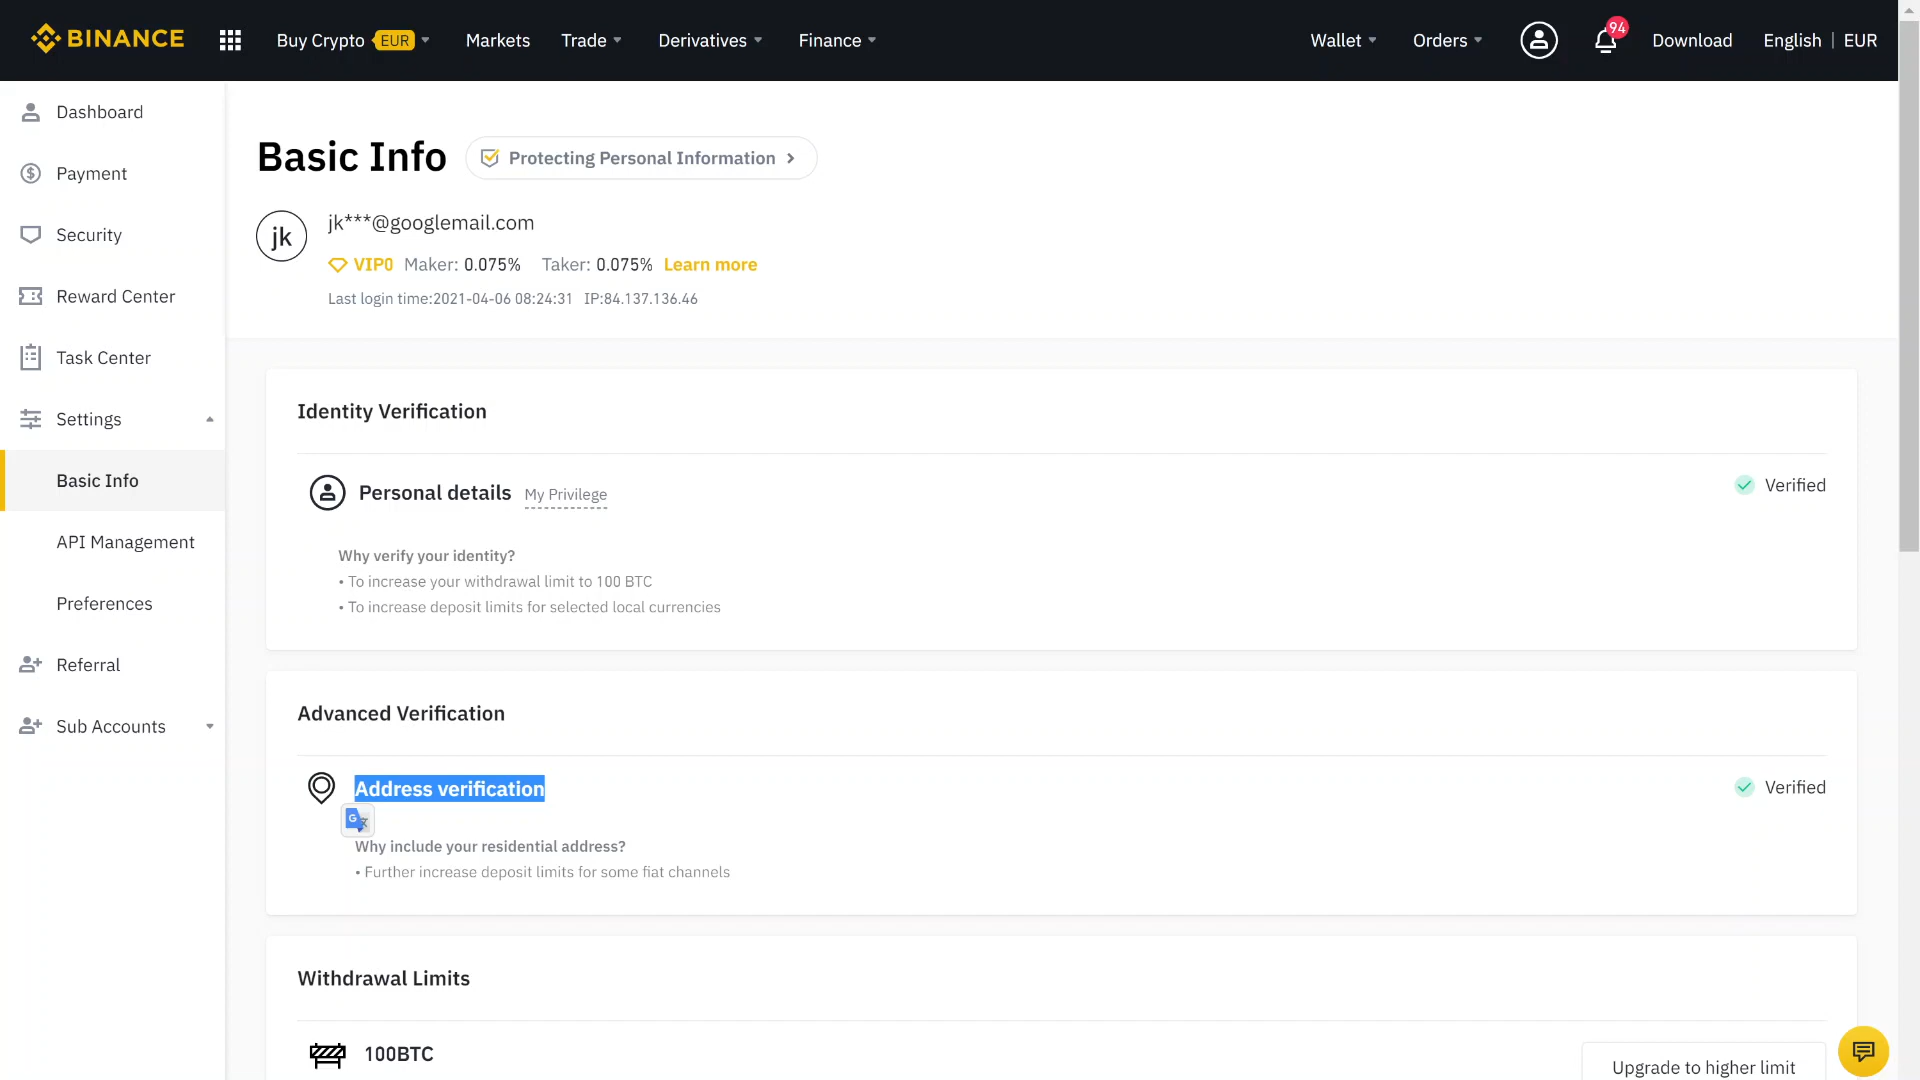 BINANCE
Buy Crypto EUR
Markets
Trade
Derivatives
Finance
Wallet
Orders
94
Download
English | EUR
Dashboard
Payment
Security
Reward Center
Task Center
Settings
Basic Info
API Management
Preferences
Referral
Sub Accounts
Basic Info
Protecting Personal Information
jk
jk***@googlemail.com
VIP0 Maker: 0.075% Taker: 0.075% Learn more
Last login time:2021-04-06 08:24:31 IP:84.137.136.46
Identity Verification
Personal details My Privilege
Verified
Why verify your identity?
• To increase your withdrawal limit to 100 BTC
• To increase deposit limits for selected local currencies
Advanced Verification
Address verification
Verified
G
Why include your residential address?
• Further increase deposit limits for some fiat channels
Withdrawal Limits
100BTC
Upgrade to higher limit